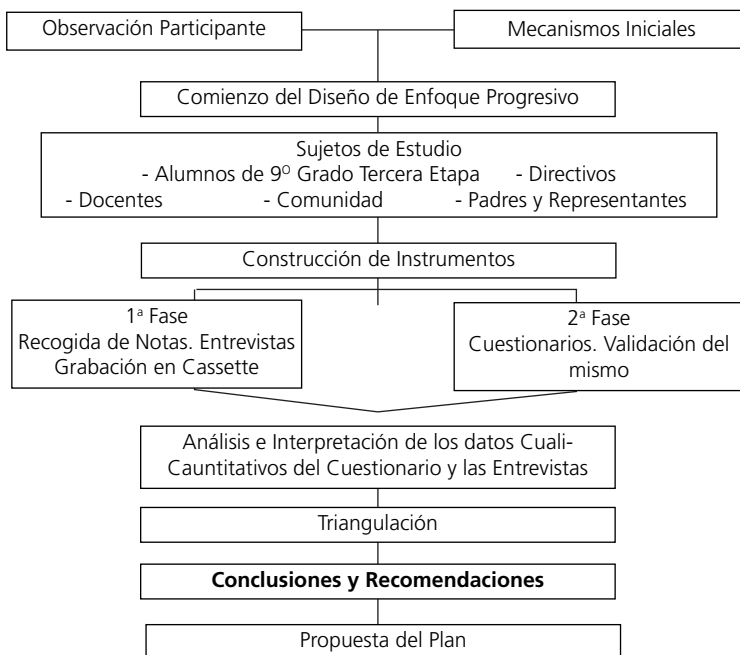 Observación Participante
Mecanismos Iniciales
Comienzo del Diseño de Enfoque Progresivo
Sujetos de Estudio
- Alumnos de 9º Grado Tercera Etapa - Directivos
- Docentes - Comunidad - Padres y Representantes
Construcción de Instrumentos
1ª Fase
Recogida de Notas. Entrevistas
Grabación en Cassette
2ª Fase
Cuestionarios. Validación del
mismo
Análisis e Interpretación de los datos Cuali-
Cauntitativos del Cuestionario y las Entrevistas
Triangulación
Conclusiones y Recomendaciones
Propuesta del Plan